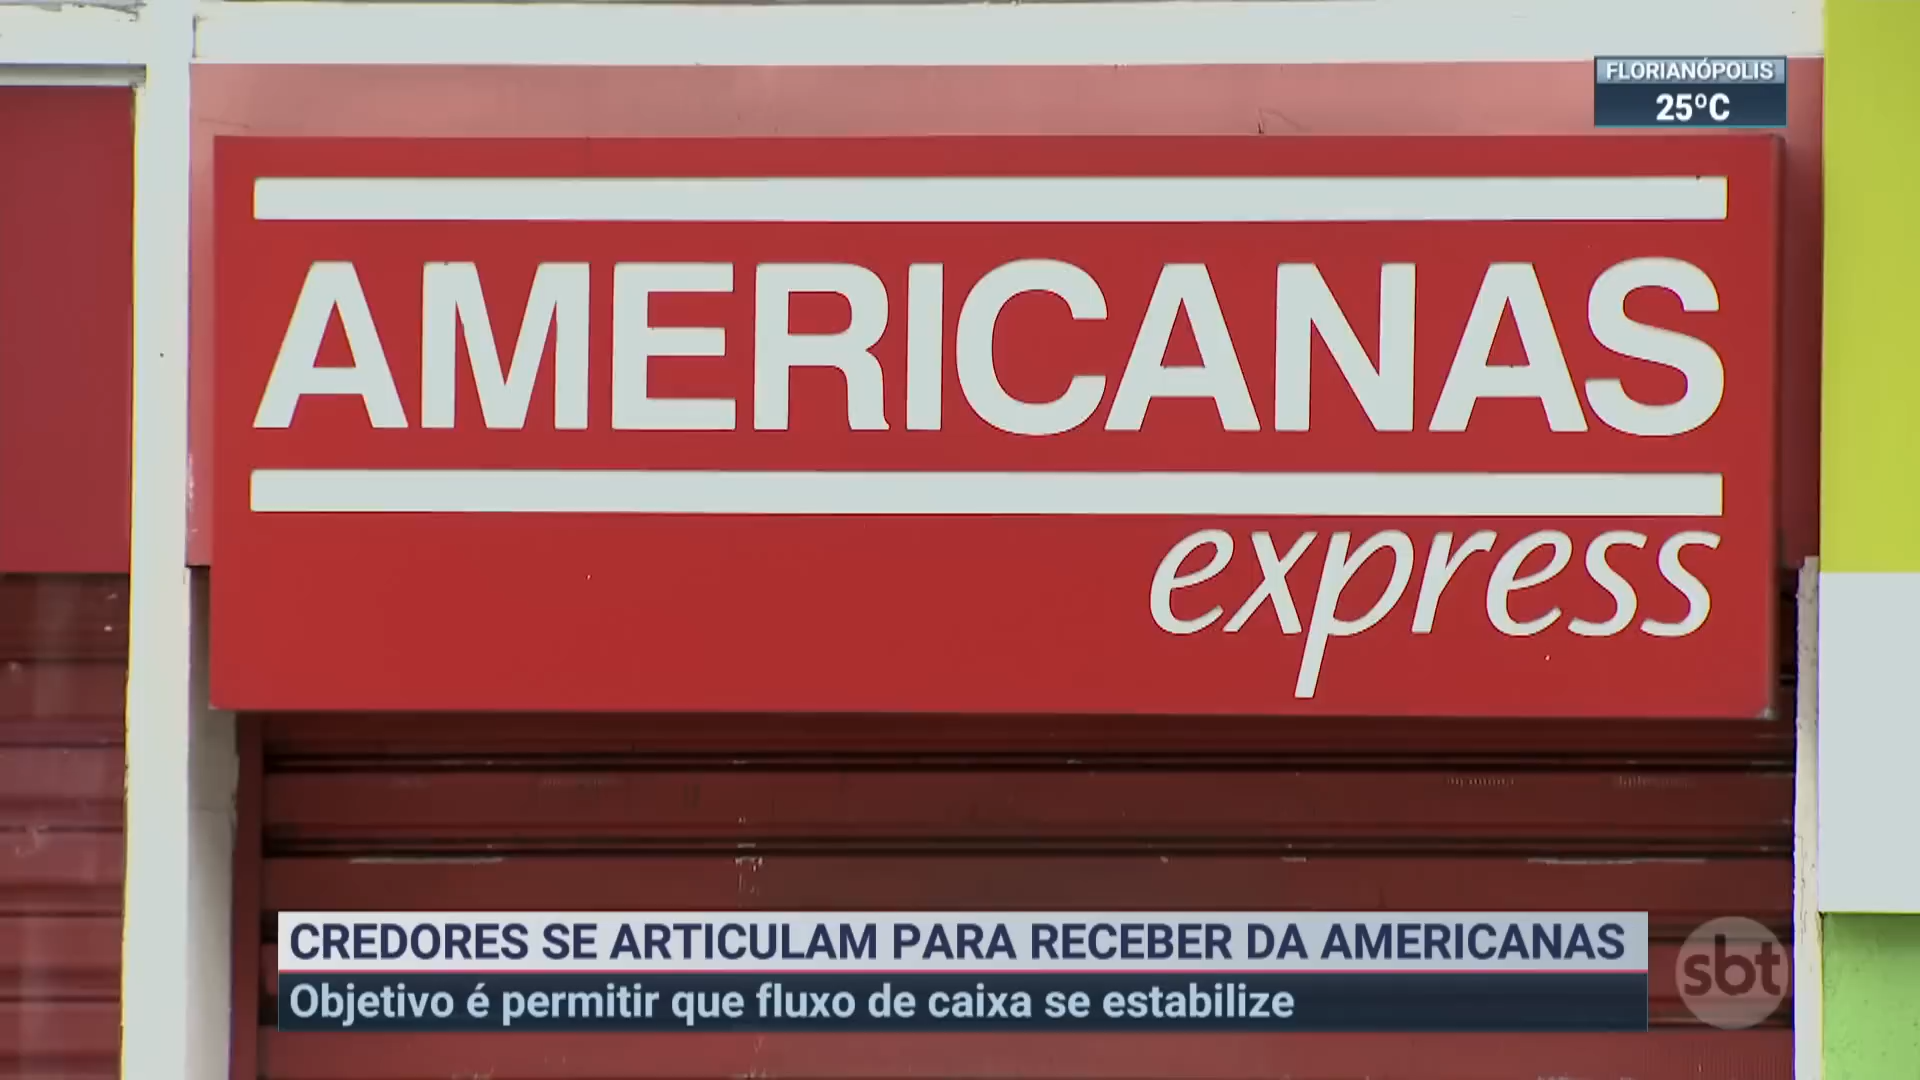 FLORIANÓPOLIS
25ºC
AMERICANAS
express
CREDORES SE ARTICULAM PARA RECEBER DA AMERICANAS
Objetivo é permitir que fluxo de caixa se estabilize
sbt